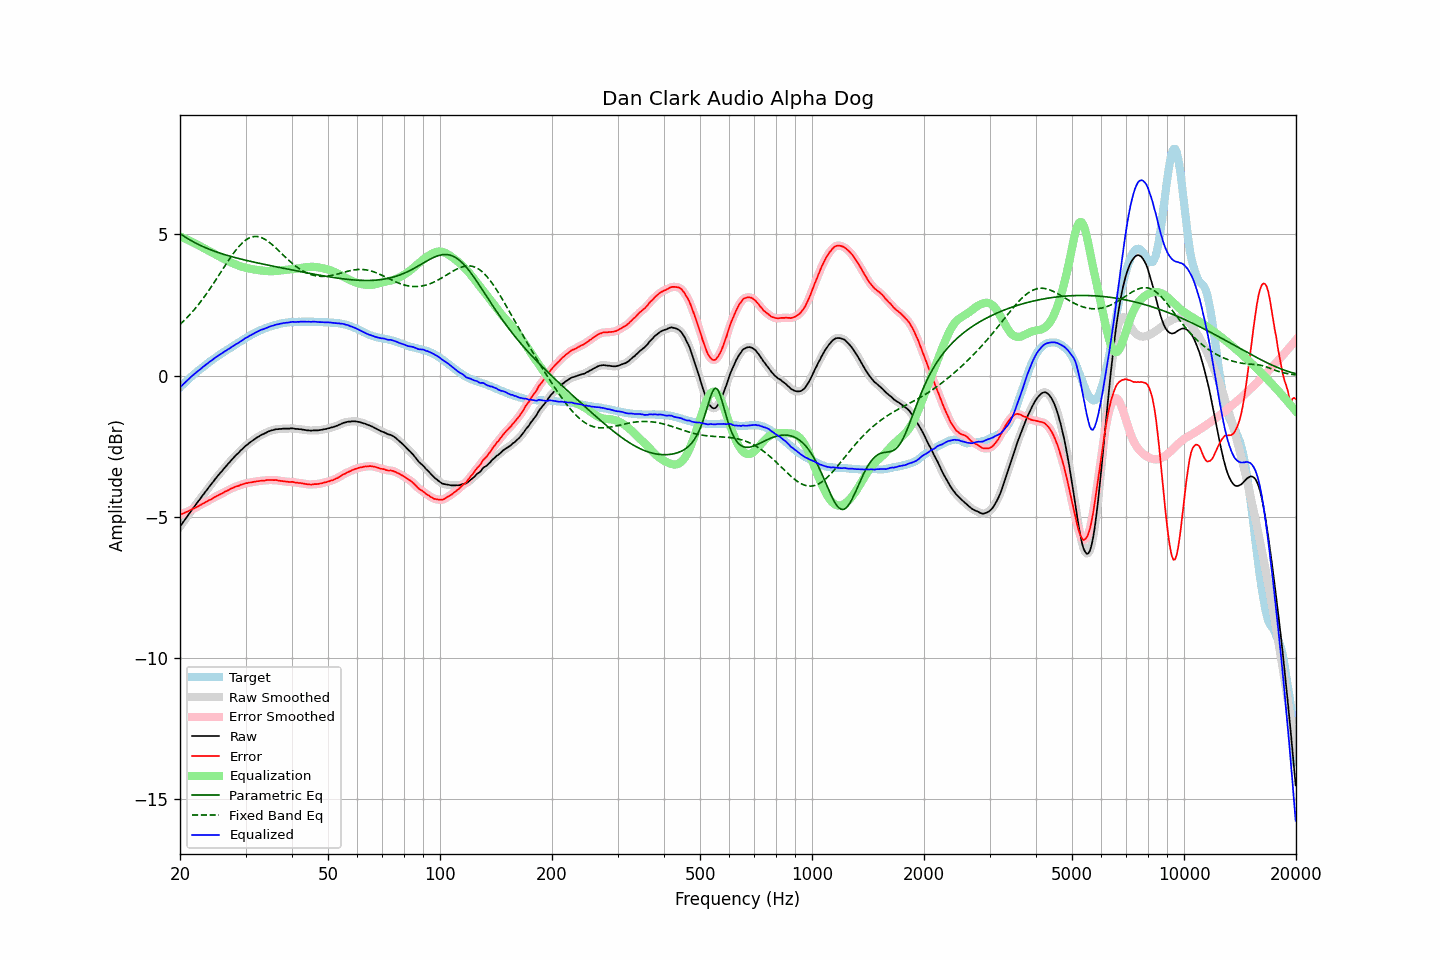 Dan Clark Audio Alpha Dog
Amplitude (dBr)
5
0
−5
−10
−15
Target
Raw Smoothed
Error Smoothed
Raw
Error
Equalization
Parametric Eq
Fixed Band Eq
Equalized
20 50 100 200 500 1000 2000 5000 10000 20000
Frequency (Hz)